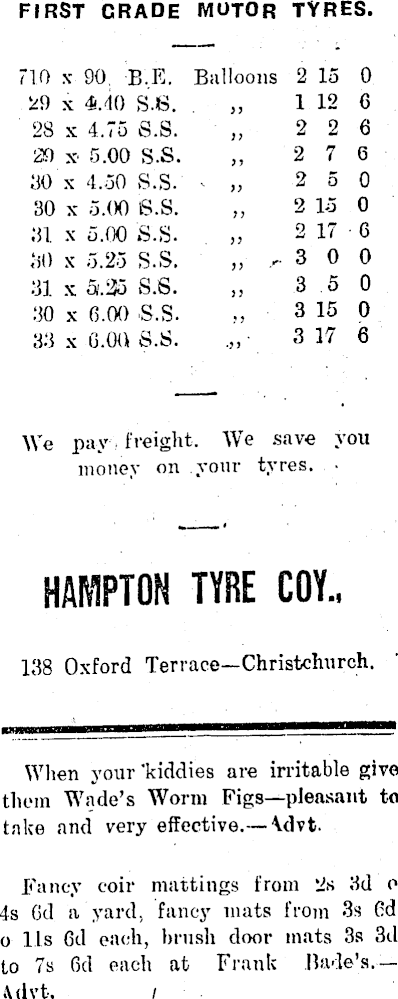 FIRST GRADE MOTOR TYRES.
710 x 90 B.E. Balloons 2 15 0
29 x 4.40 S.S. ,, 1 12 6
28 x 4.75 S.S. ,, 2 2 6
29 x 5.00 S.S. ,, 2 7 6
30 x 4.50 S.S. ,, 2 5 0
30 x 5.00 S.S. ,, 2 15 0
31 x 5.00 S.S. ,, 2 17 6
30 x 5.25 S.S. ,, 3 0 0
31 x 5.25 S.S. ,, 3 5 0
30 x 6.00 S.S. ,, 3 15 0
33 x 6.00 S.S. ,, 3 17 6
We pay freight. We save you
money on your tyres.
HAMPTON TYRE COY.,
138 Oxford Terrace—Christchurch.
When your kiddies are irritable give
them Wade's Worm Figs—pleasant to
take and very effective.—Advt.
Fancy coir mattings from 2s 3d o
4s 6d a yard, fancy mats from 3s 6d
o 11s 6d each, brush door mats 3s 3d
to 7s 6d each at Frank Bade's.—
Advt.